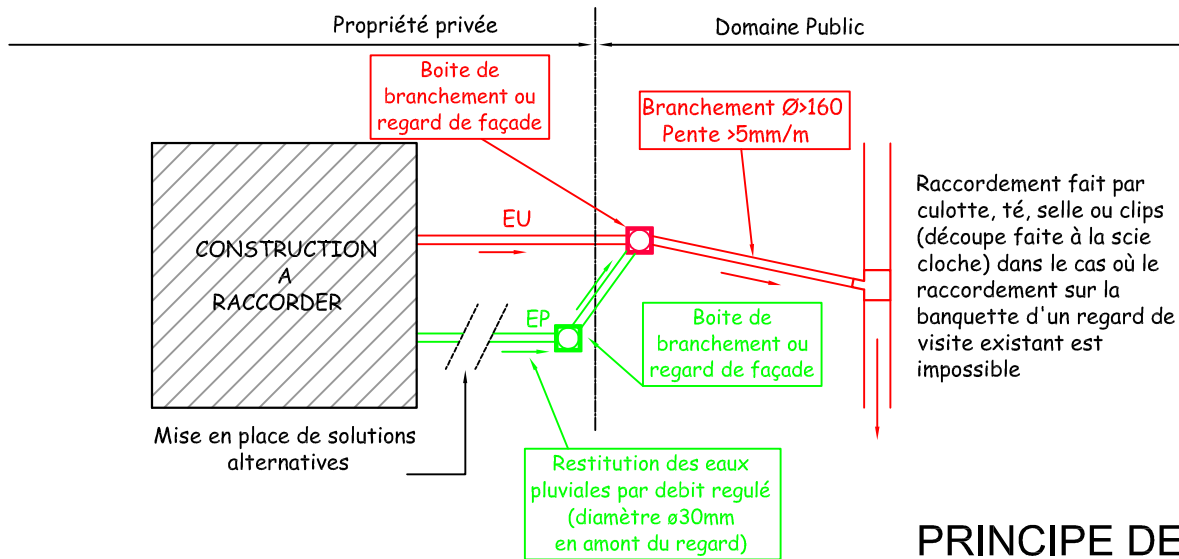 Propriété privée
Domaine Public
Boite de
branchement ou
regard de façade
Branchement Ø>160
Pente >5mm/m
EU
CONSTRUCTION
A
RACCORDER
Raccordement fait par
culotte, té, selle ou clips
(découpe faite à la scie
cloche) dans le cas où le
raccordement sur la
banquette d'un regard de
visite existant est
impossible
EP
Boite de
branchement ou
regard de façade
Mise en place de solutions
alternatives
Restitution des eaux
pluviales par debit regulé
(diamètre ø30mm
en amont du regard)
PRINCIPE DE